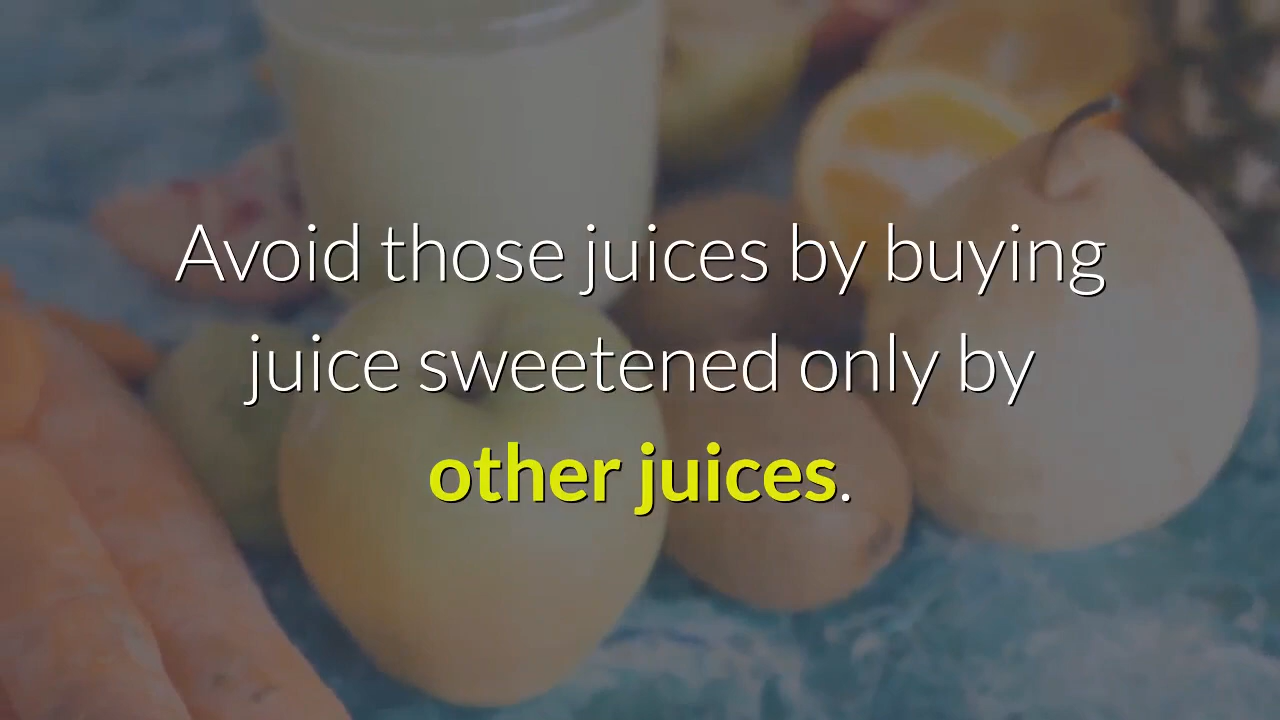 Avoid those juices by buying
juice sweetened only by
other juices.